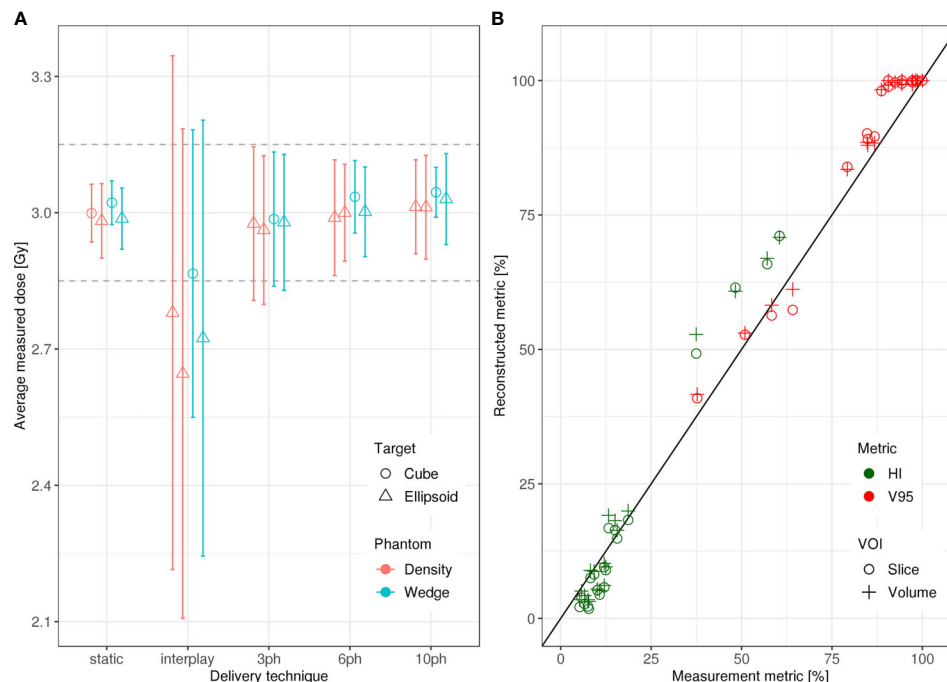 A
Average measured dose [Gy]
3.3
3.0
2.7
2.4
2.1
Target
Cube
Ellipsoid
Phantom
Density
Wedge
static interplay 3ph 6ph 10ph
Delivery technique
B
Reconstructed metric [%]
100
75
50
25
0
Metric
HI
V95
VOI
Slice
Volume
0 25 50 75 100
Measurement metric [%]